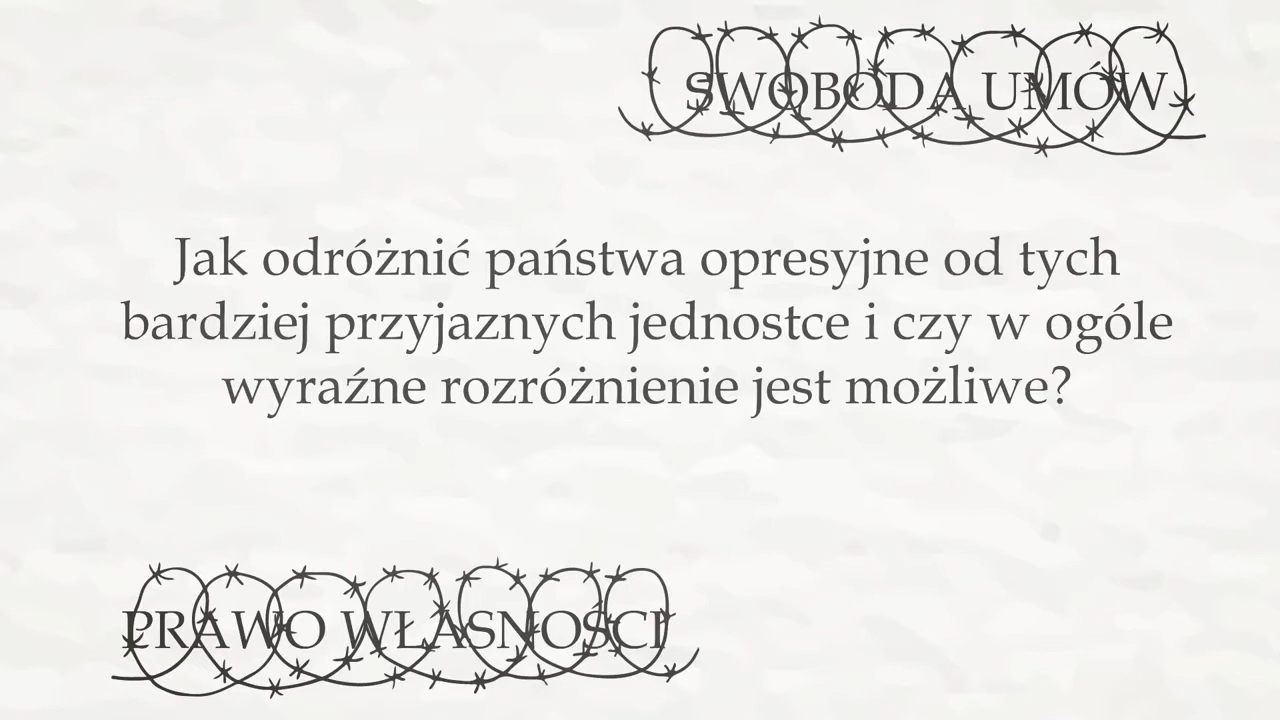 SWOBODA UMÓW
Jak odróżnić państwa opresyjne od tych
bardziej przyjaznych jednostce i czy w ogóle
wyraźne rozróżnienie jest możliwe?
PRAWO WŁASNOŚCI